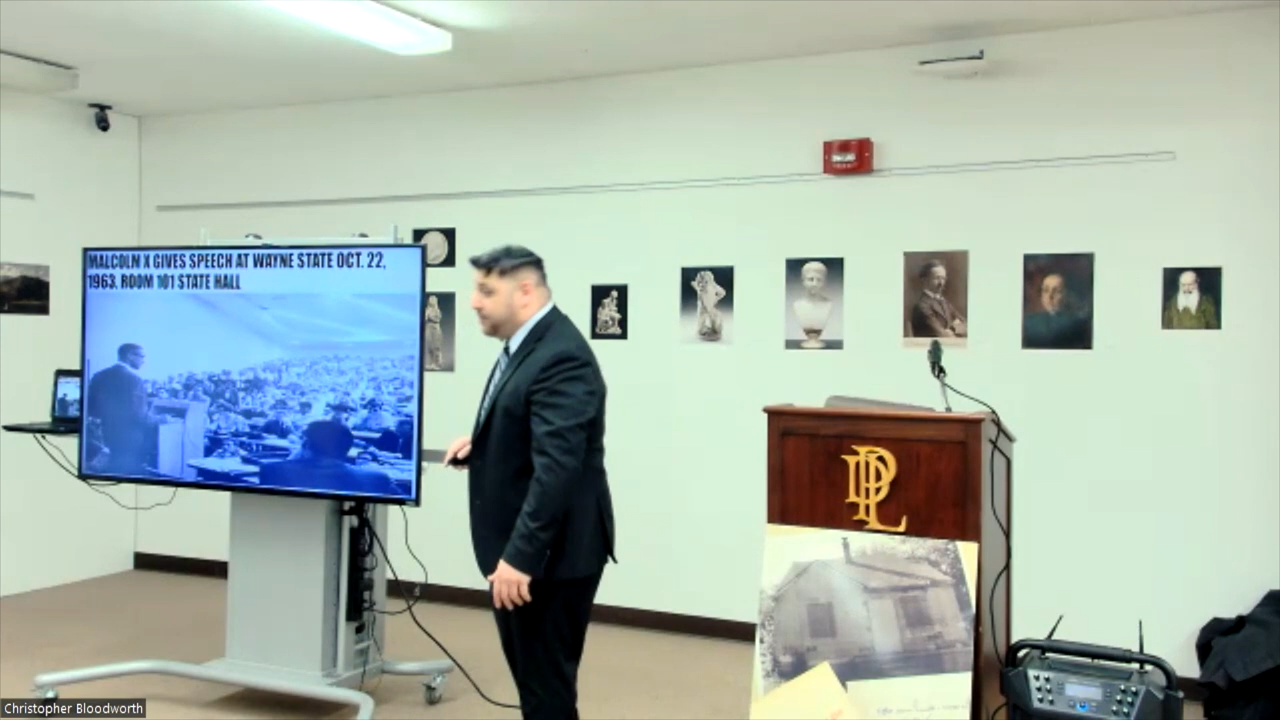 MALCOLM X GIVES SPEECH AT WAYNE STATE OCT. 22,
1963. ROOM 101 STATE HALL
DPL
Christopher Bloodworth